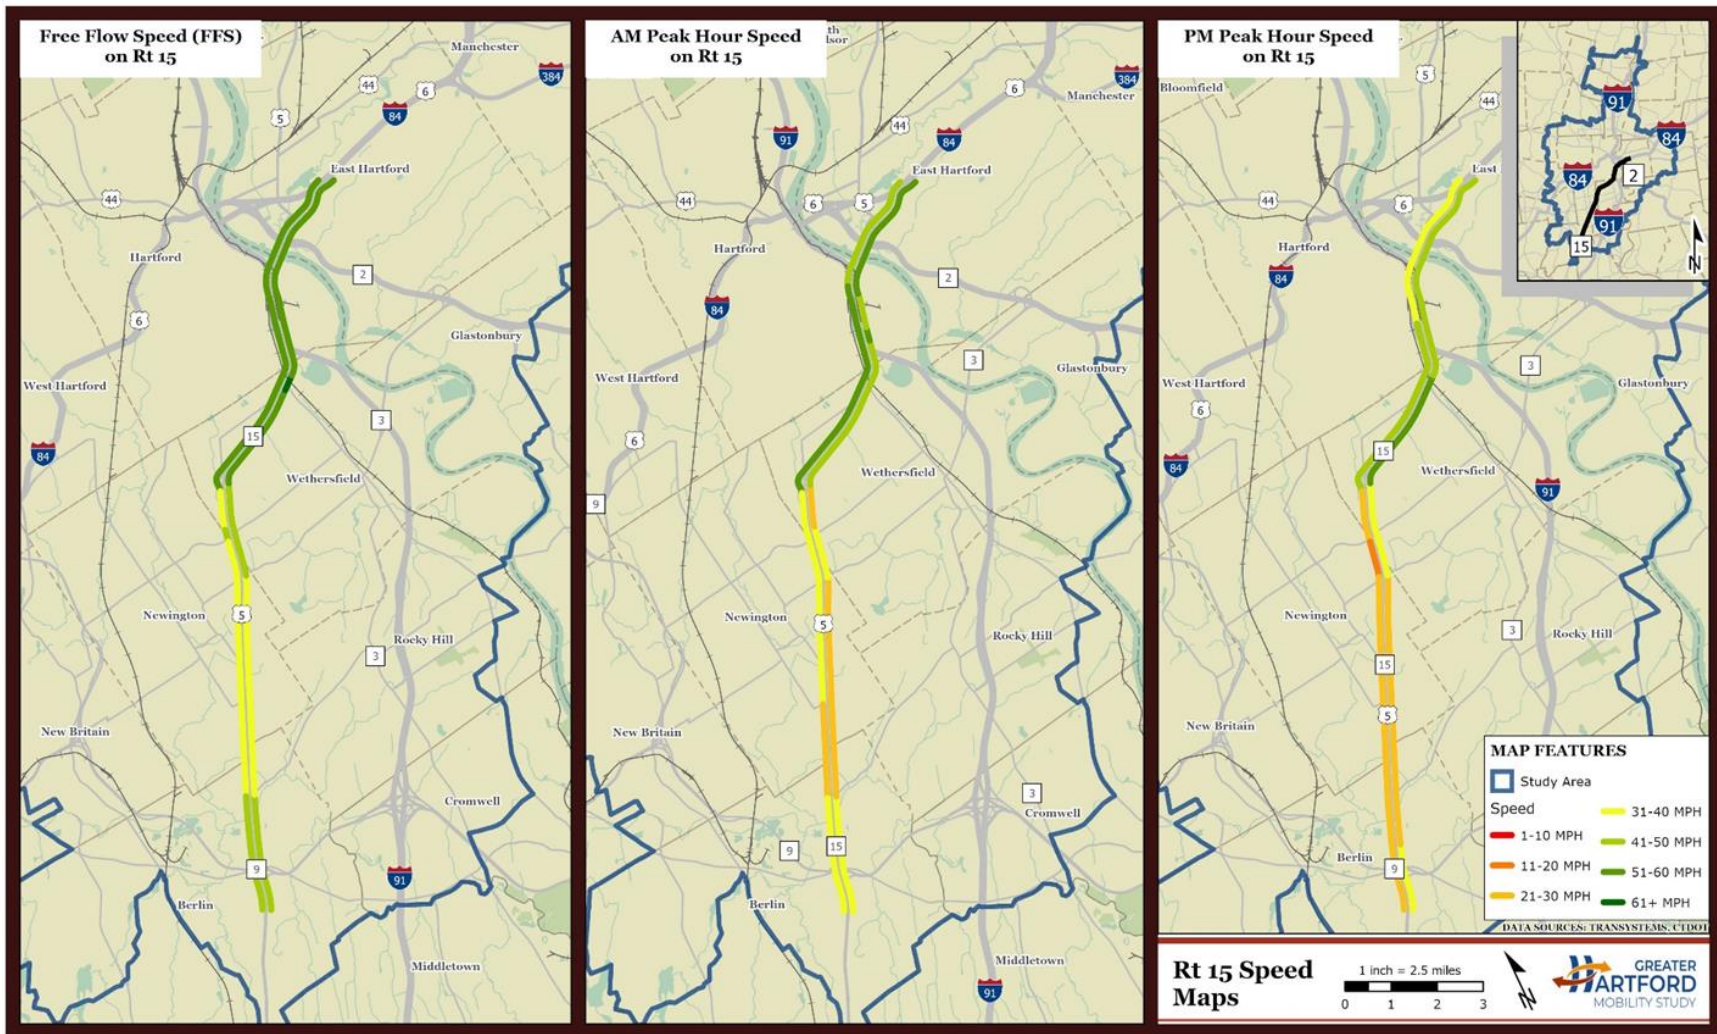 Free Flow Speed (FFS)
on Rt 15
Manchester
384
44
6
5
84
East Hartford
44
Hartford
2
6
Glastonbury
West Hartford
3
15
84
Wethersfield
Newington
5
Rocky Hill
3
New Britain
Cromwell
9
91
Berlin
Middletown
AM Peak Hour Speed
on Rt 15
th
lsor
384
6
Manchester
44
91
84
East Hartford
44
6
5
Hartford
2
84
3
Glastonbury
West Hartford
6
Wethersfield
9
Newington
5
Rocky Hill
New Britain
3
Cromwell
9
15
Berlin
Middletown
91
PM Peak Hour Speed
on Rt 15
5
Bloomfield
44
East
44
6
Hartford
84
3
West Hartford
Glastonbury
6
15
84
Wethersfield
91
Newington
3
Rocky Hill
15
5
New Britain
Berlin
9
91
84
84
2
91
15
N
MAP FEATURES
Study Area
Speed
1-10 MPH
11-20 MPH
21-30 MPH
31-40 MPH
41-50 MPH
51-60 MPH
61+ MPH
DATA SOURCES: TRANSYSTEMS, CTDOT
Rt 15 Speed
Maps
1 inch = 2.5 miles
0 1 2 3
N
GREATER
HARTFORD
MOBILITY STUDY